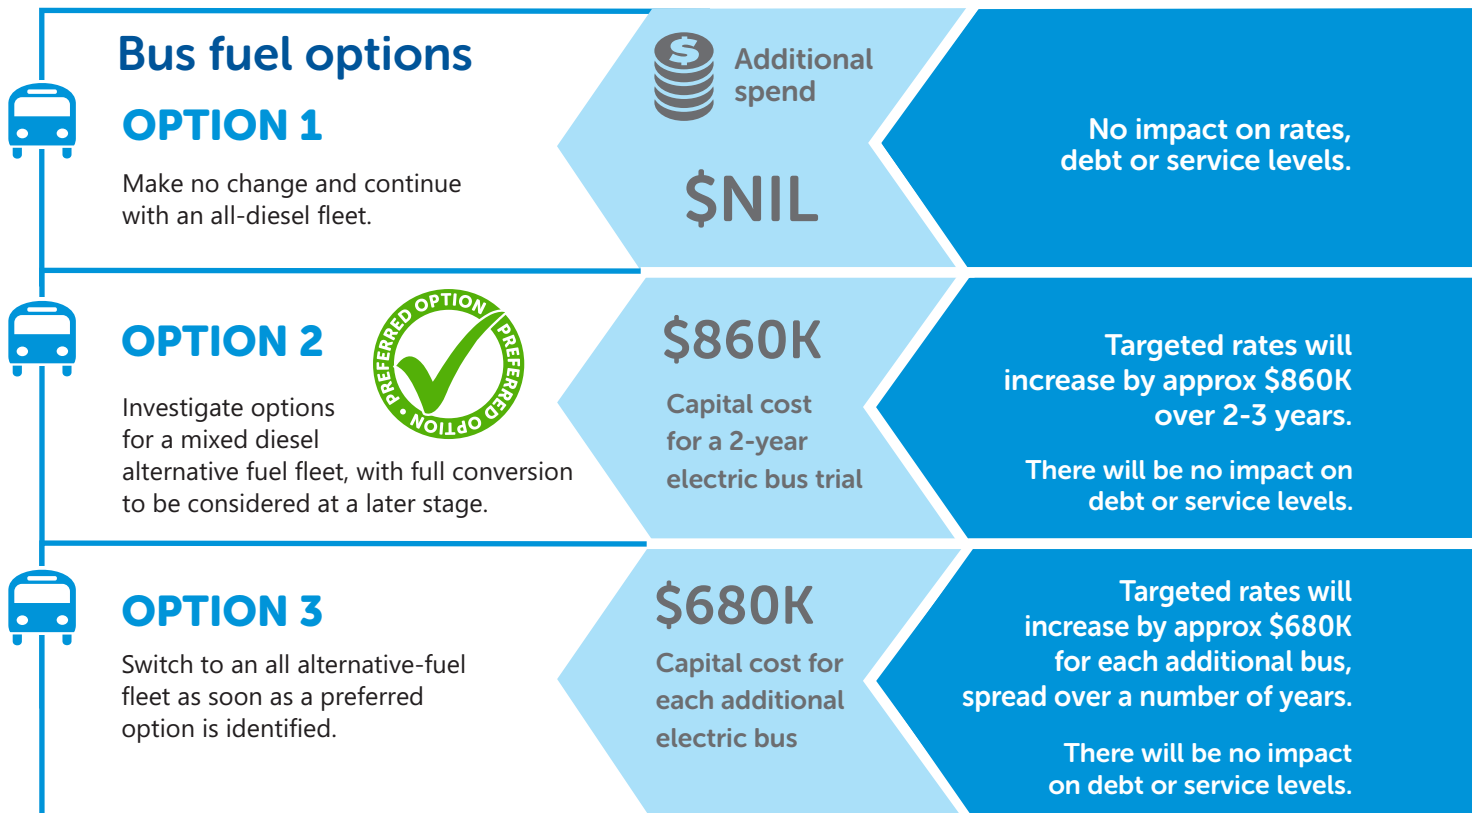 Bus fuel options
OPTION 1
Make no change and continue
with an all-diesel fleet.
$
Additional
spend
$NIL
No impact on rates,
debt or service levels.
OPTION 2
PREFERRED OPTION • PREFERRED OPTION
Investigate options
for a mixed diesel
alternative fuel fleet, with full conversion
to be considered at a later stage.
$860K
Capital cost
for a 2-year
electric bus trial
Targeted rates will
increase by approx $860K
over 2-3 years.
There will be no impact on
debt or service levels.
OPTION 3
Switch to an all alternative-fuel
fleet as soon as a preferred
option is identified.
$680K
Capital cost for
each additional
electric bus
Targeted rates will
increase by approx $680K
for each additional bus,
spread over a number of years.
There will be no impact
on debt or service levels.